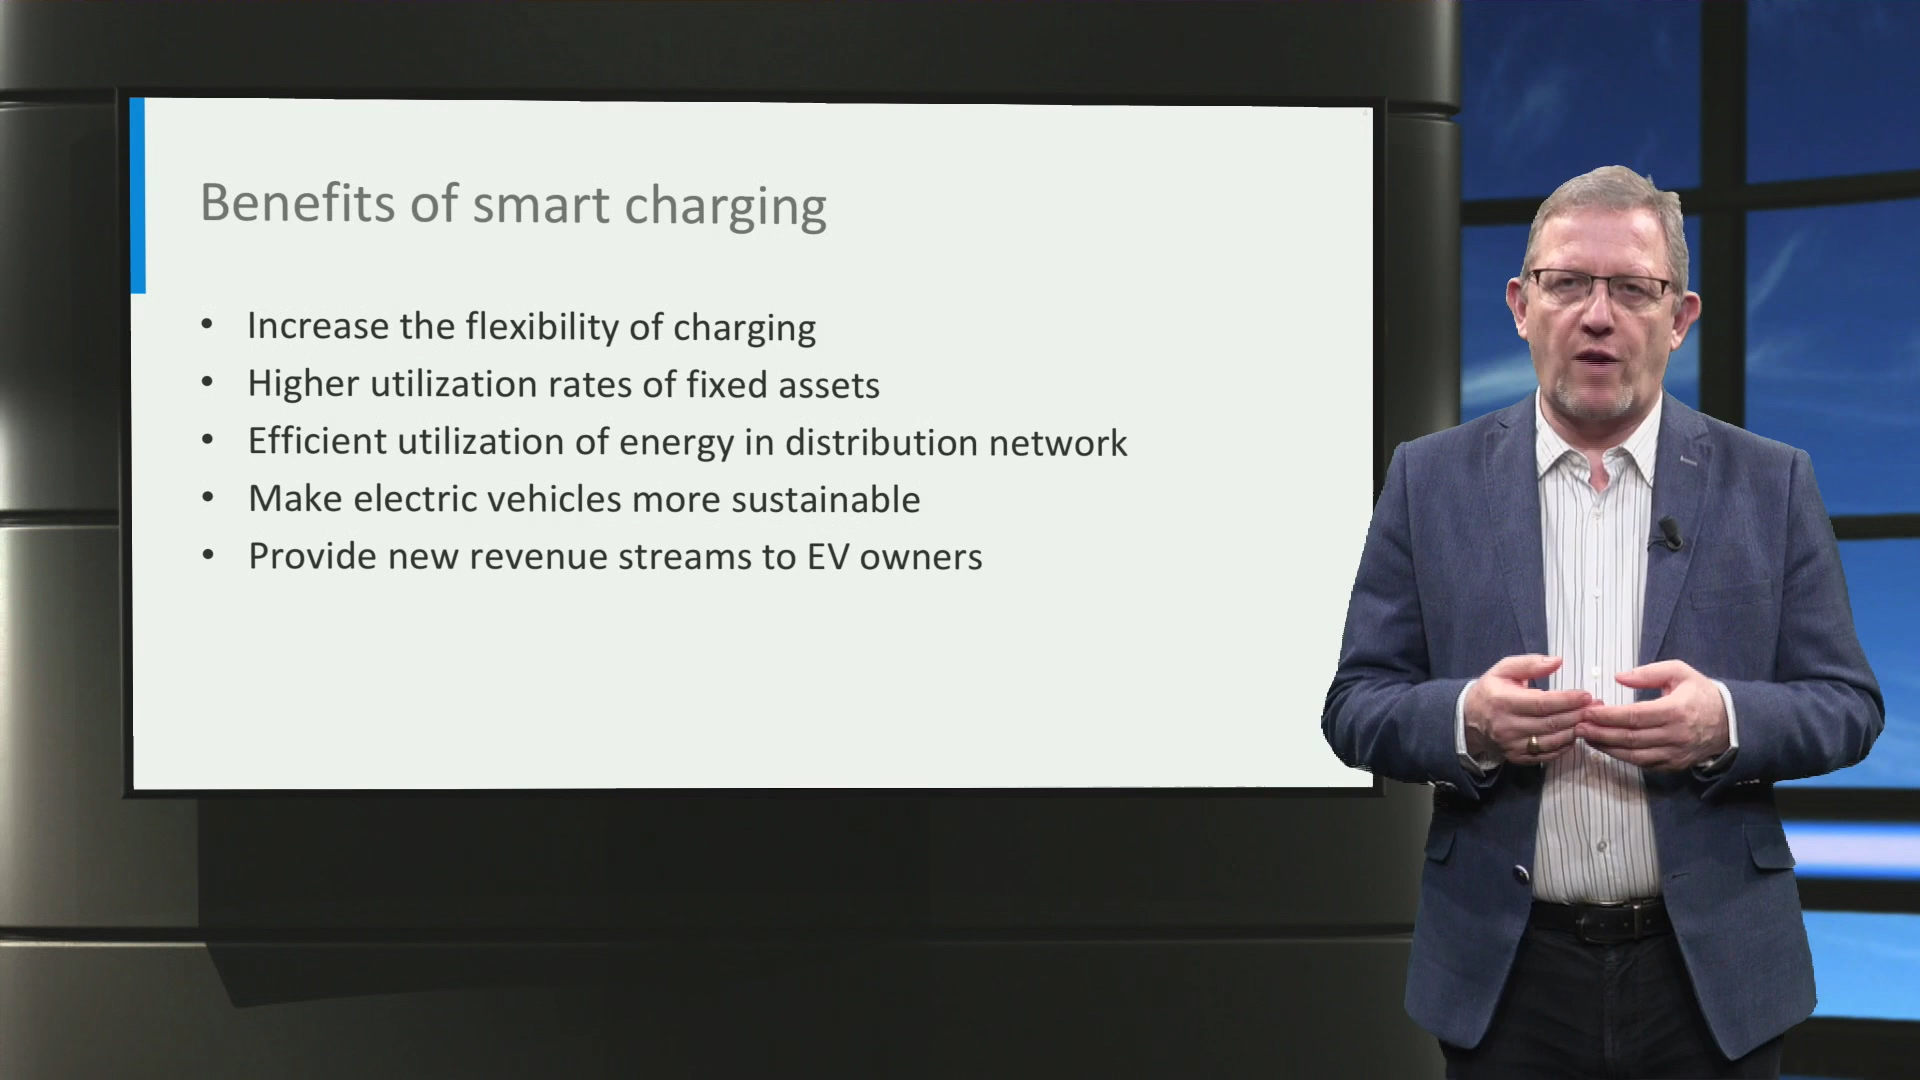 Benefits of smart charging
• Increase the flexibility of charging
• Higher utilization rates of fixed assets
• Efficient utilization of energy in distribution network
• Make electric vehicles more sustainable
• Provide new revenue streams to EV owners